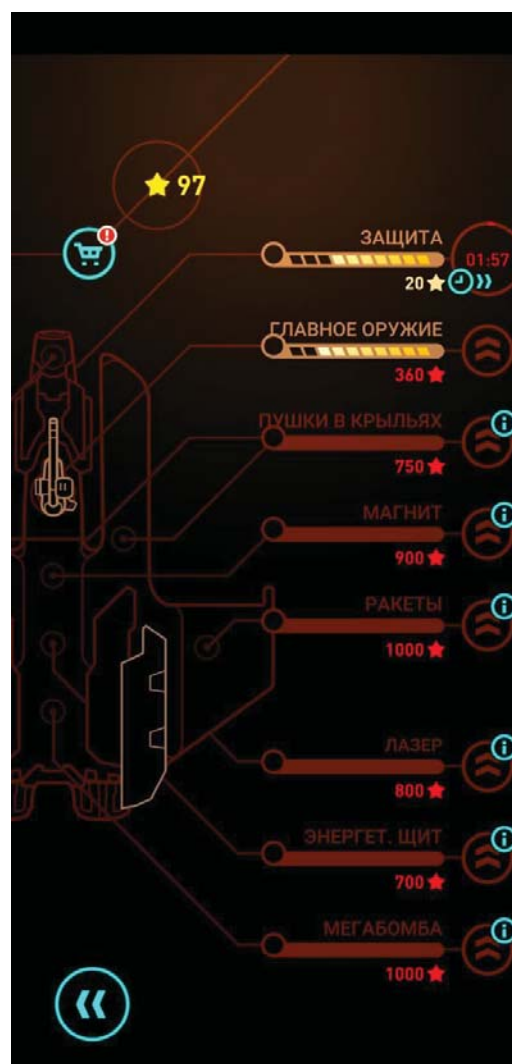 97
ЗАЩИТА
01:57
20
ГЛАВНОЕ ОРУЖИЕ
360
ПУШКИ В КРЫЛЬЯХ
750
МАГНИТ
900
РАКЕТЫ
1000
ЛАЗЕР
800
ЭНЕРГЕТ. ЩИТ
700
МЕГАБОМБА
1000